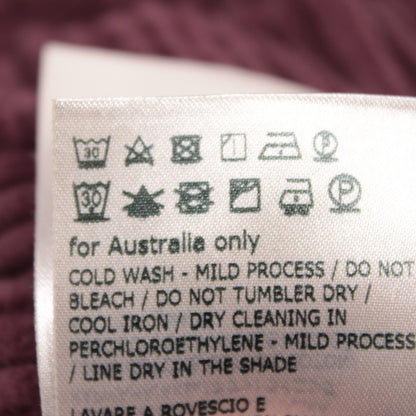 30 P
30 P
for Australia only
COLD WASH - MILD PROCESS / DO NOT
BLEACH / DO NOT TUMBLER DRY /
COOL IRON / DRY CLEANING IN
PERCHLOROETHYLENE - MILD PROCESS
/ LINE DRY IN THE SHADE
LAVARE A ROVESCIO E